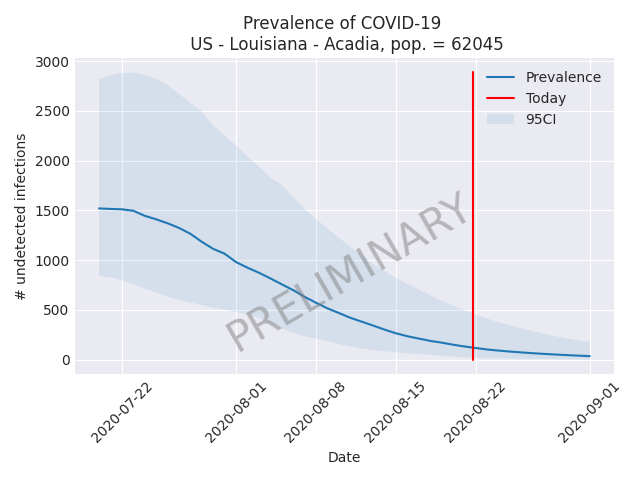 Prevalence of COVID-19
US - Louisiana - Acadia, pop. = 62045
3000
2500
2000
1500
1000
500
0
# undetected infections
Prevalence
Today
95CI
PRELIMINARY
2020-07-22
2020-08-01
2020-08-08
2020-08-15
2020-08-22
2020-09-01
Date